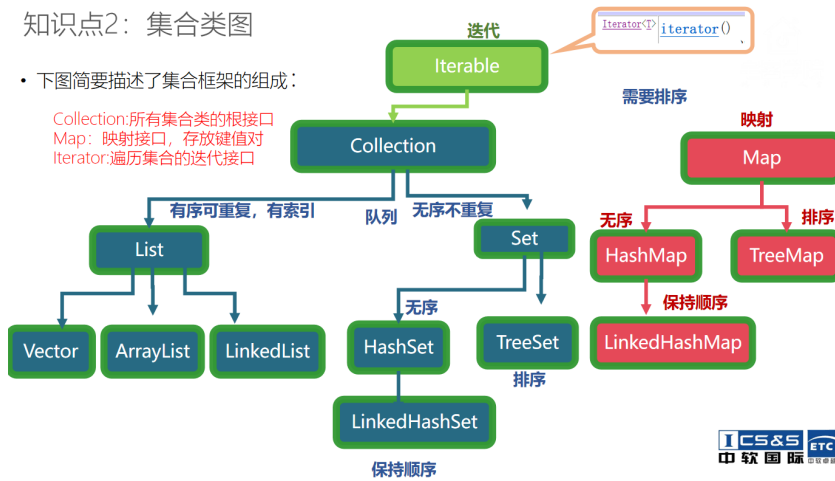 知识点2：集合类图
迭代
Iterator<T> iterator()
Iterable
• 下图简要描述了集合框架的组成：
需要排序
Collection:所有集合类的根接口
Map：映射接口，存放键值对
Iterator:遍历集合的迭代接口
映射
Collection
Map
有序可重复，有索引
队列
无序不重复
无序
排序
List
Set
HashMap
TreeMap
无序
保持顺序
Vector
ArrayList
LinkedList
HashSet
TreeSet
LinkedHashMap
排序
LinkedHashSet
保持顺序
ICS&S
ETC
中软国际